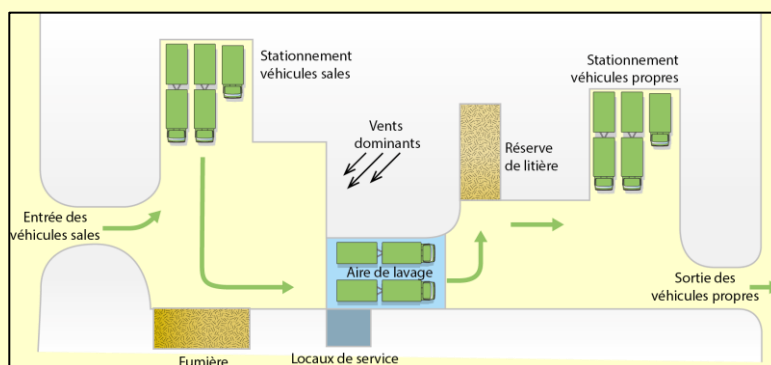 Stationnement
véhicules sales
Stationnement
véhicules propres
Vents
dominants
Réserve
de litière
Entrée des
véhicules sales
Aire de lavage
Sortie des
véhicules propres
Fumière
Locaux de service